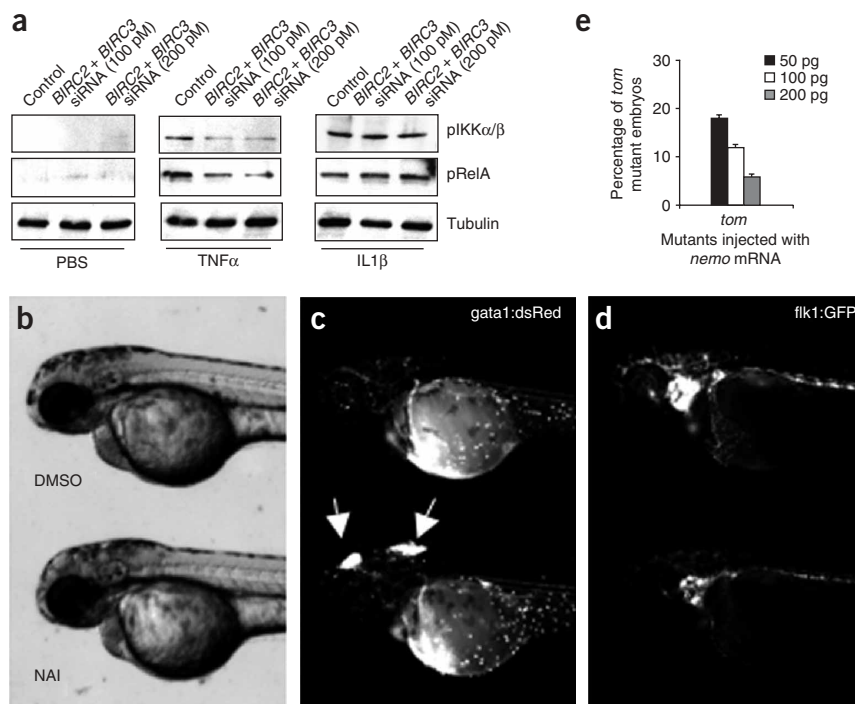 a
Control
BIRC2 + BIRC3
siRNA (100 pM)
BIRC2 + BIRC3
siRNA (200 pM)
Control
BIRC2 + BIRC3
siRNA (100 pM)
BIRC2 + BIRC3
siRNA (200 pM)
Control
BIRC2 + BIRC3
siRNA (100 pM)
BIRC2 + BIRC3
siRNA (200 pM)
pIKKα/β
pRelA
Tubulin
PBS
TNFα
IL1β
e
50 pg
100 pg
200 pg
Percentage of tom
mutant embryos
30
20
10
0
tom
Mutants injected with
nemo mRNA
b
DMSO
NAI
c
gata1:dsRed
d
flk1:GFP